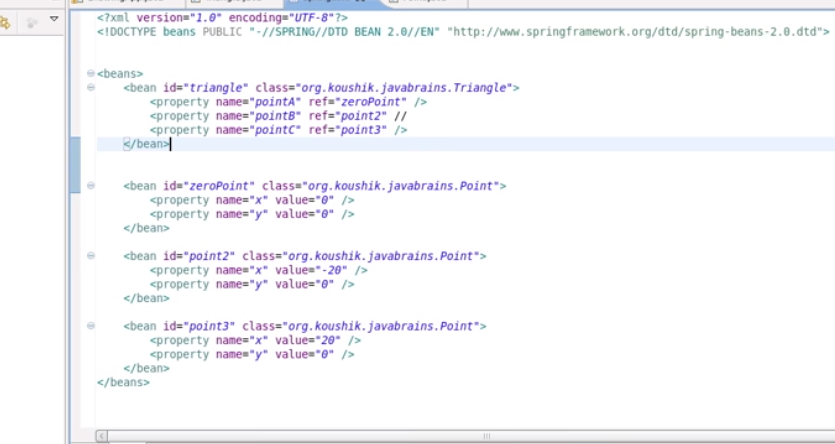 <?xml version="1.0" encoding="UTF-8"?>
<!DOCTYPE beans PUBLIC "-//SPRING//DTD BEAN 2.0//EN" "http://www.springframework.org/dtd/spring-beans-2.0.dtd">
<beans>
<bean id="triangle" class="org.koushik.javabrains.Triangle">
<property name="pointA" ref="zeroPoint" />
<property name="pointB" ref="point2" //
<property name="pointC" ref="point3" />
</bean>
<bean id="zeroPoint" class="org.koushik.javabrains.Point">
<property name="x" value="0" />
<property name="y" value="0" />
</bean>
<bean id="point2" class="org.koushik.javabrains.Point">
<property name="x" value="-20" />
<property name="y" value="0" />
</bean>
<bean id="point3" class="org.koushik.javabrains.Point">
<property name="x" value="20" />
<property name="y" value="0" />
</bean>
</beans>